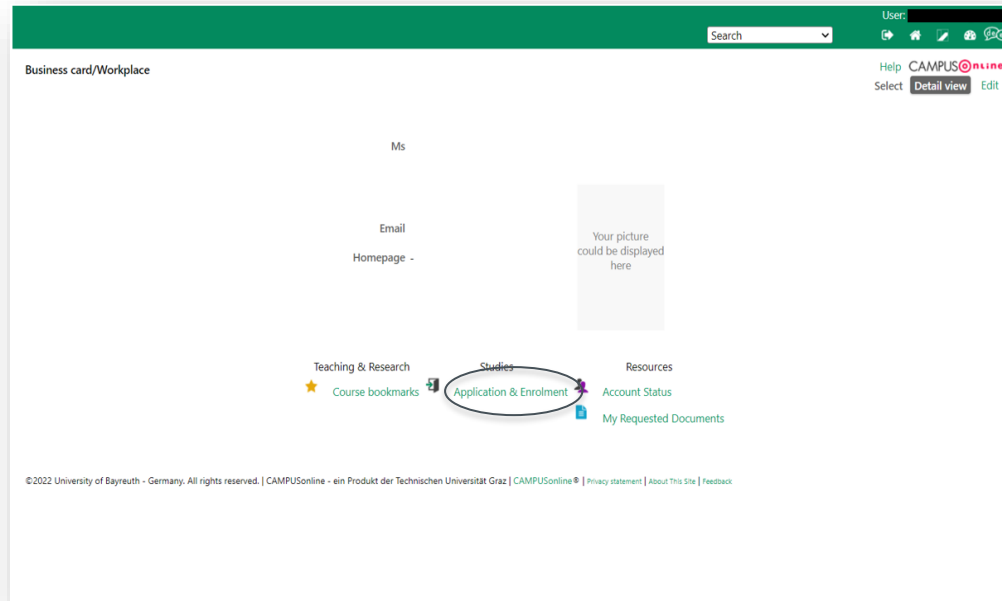 User:
Search
Business card/Workplace
Help CAMPUSOnline
Select Detail view Edit
Ms
Email
Homepage -
Your picture
could be displayed
here
Teaching & Research Studies Resources
Course bookmarks Application & Enrolment Account Status
My Requested Documents
©2022 University of Bayreuth - Germany. All rights reserved. | CAMPUSonline - ein Produkt der Technischen Universität Graz | CAMPUSonline® | Privacy statement | About This Site | Feedback